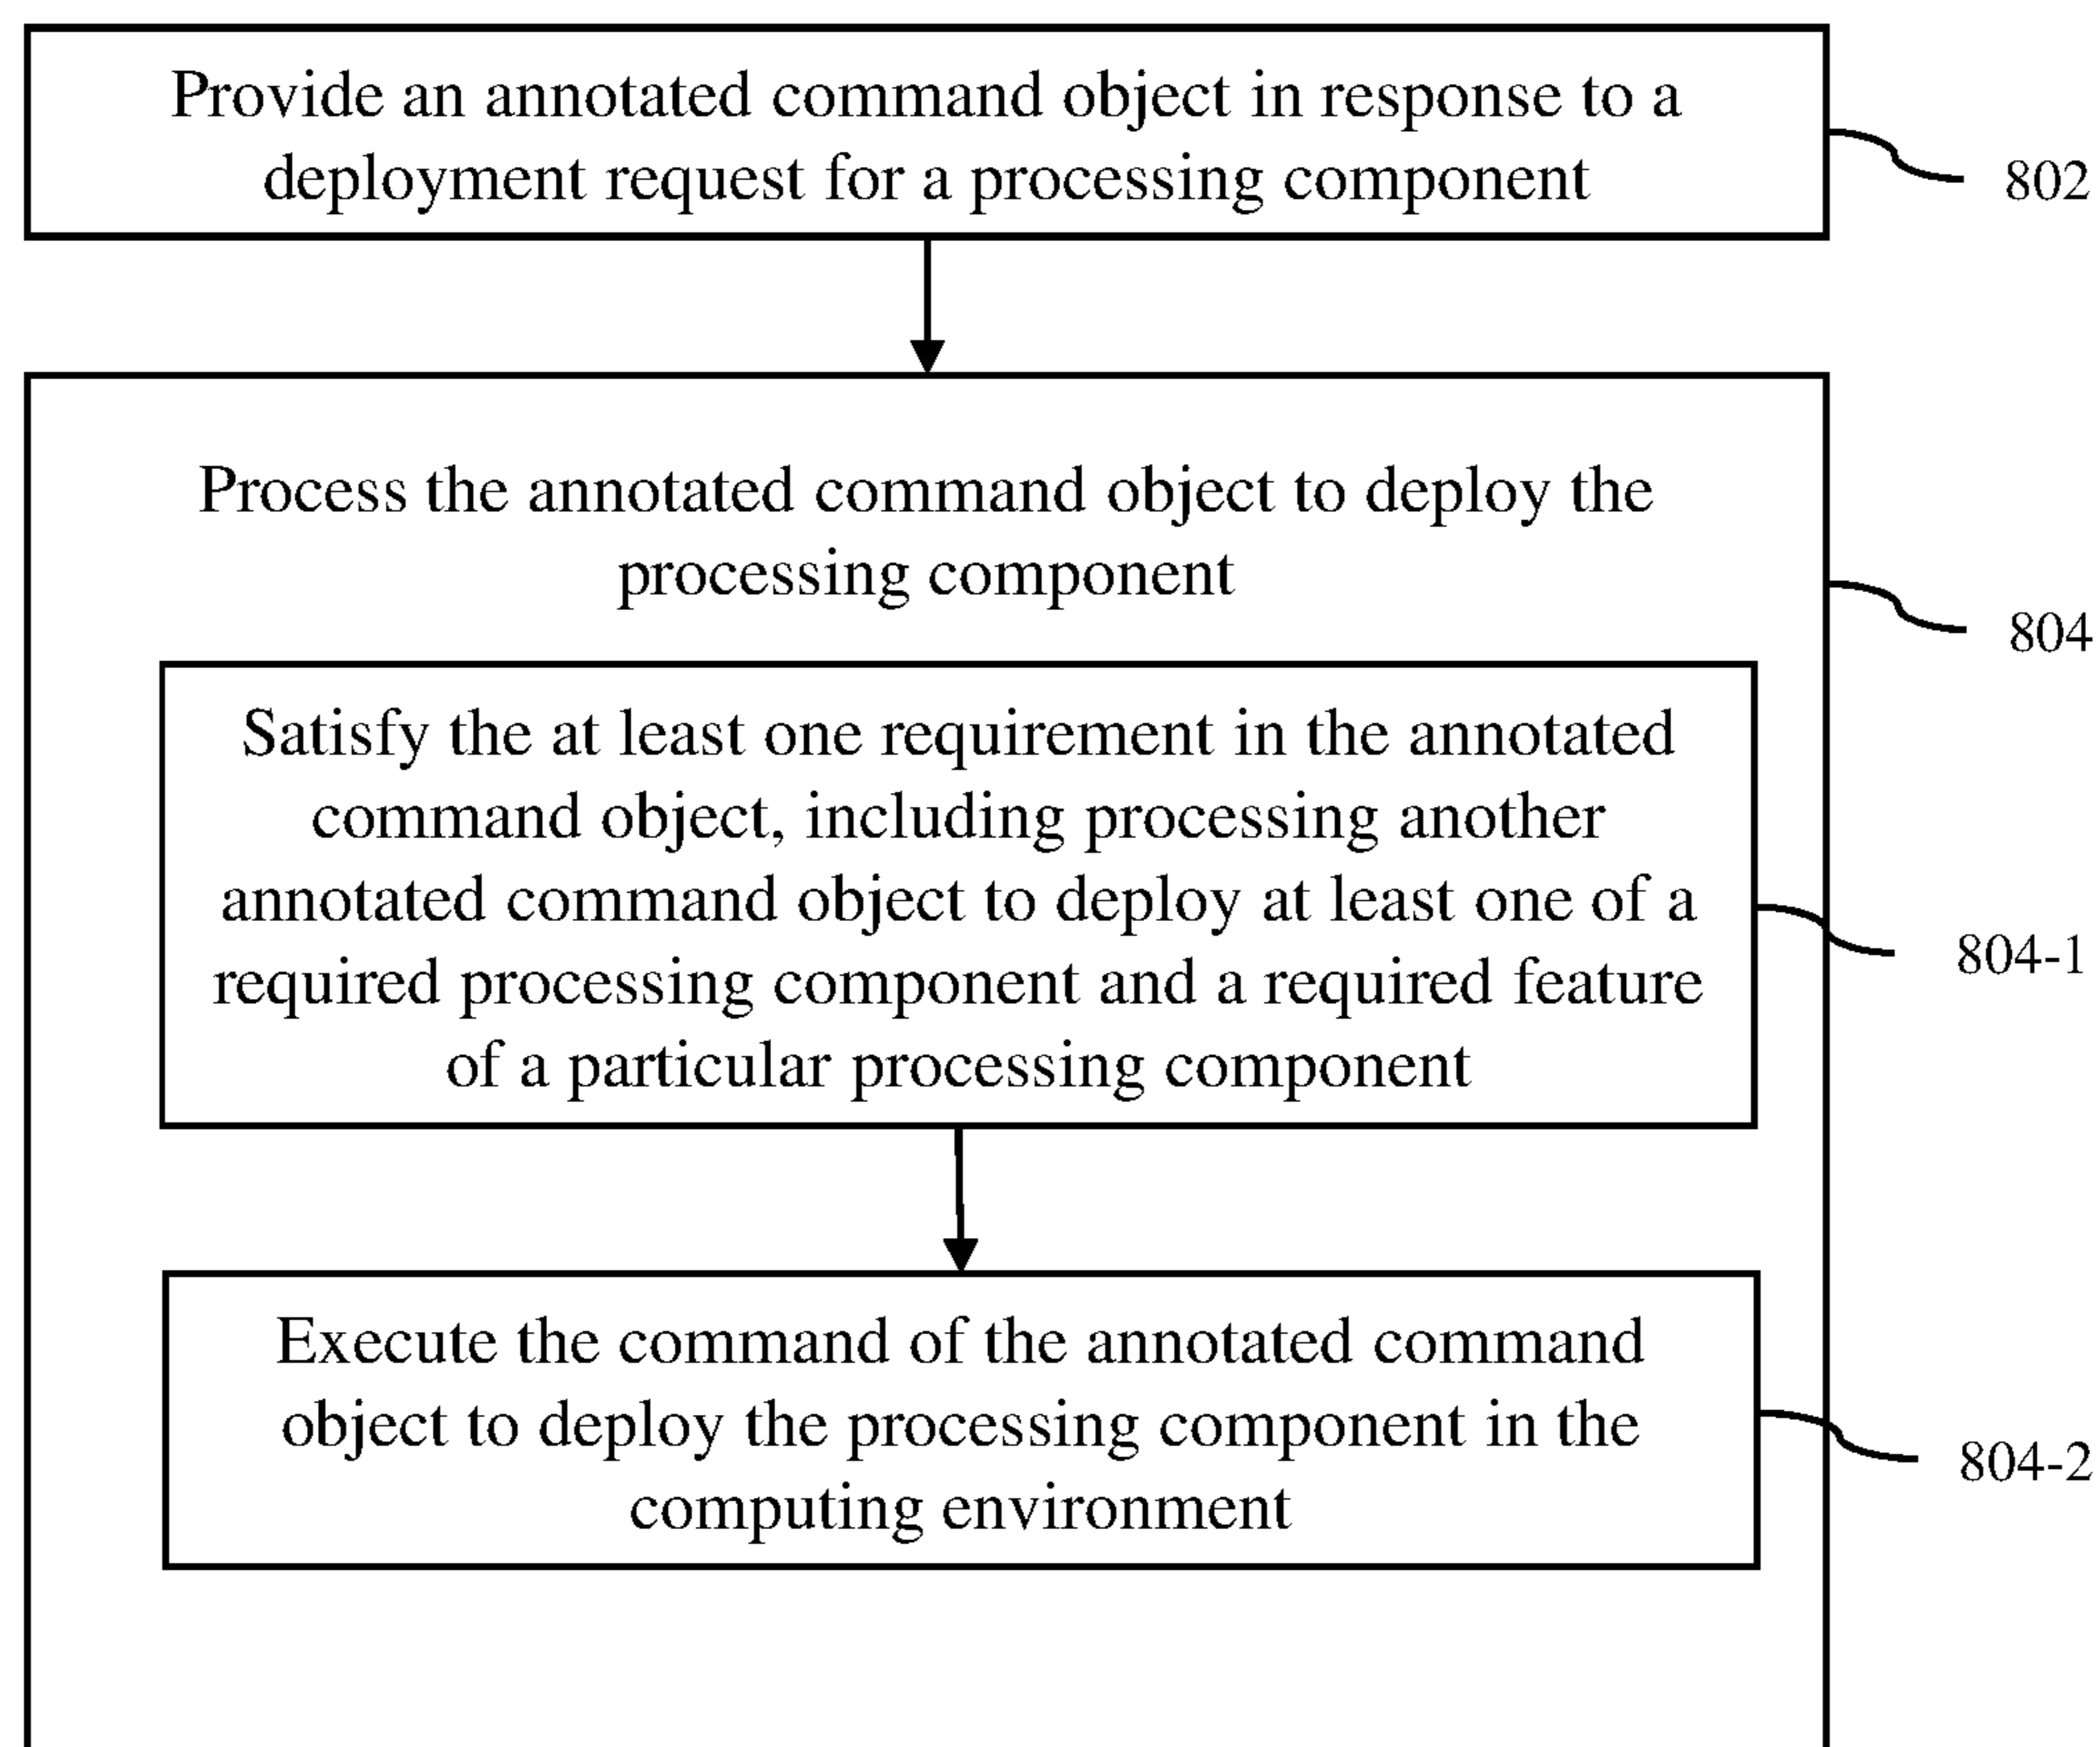 Provide an annotated command object in response to a
deployment request for a processing component
802
Process the annotated command object to deploy the
processing component
804
Satisfy the at least one requirement in the annotated
command object, including processing another
annotated command object to deploy at least one of a
required processing component and a required feature
of a particular processing component
804-1
Execute the command of the annotated command
object to deploy the processing component in the
computing environment
804-2